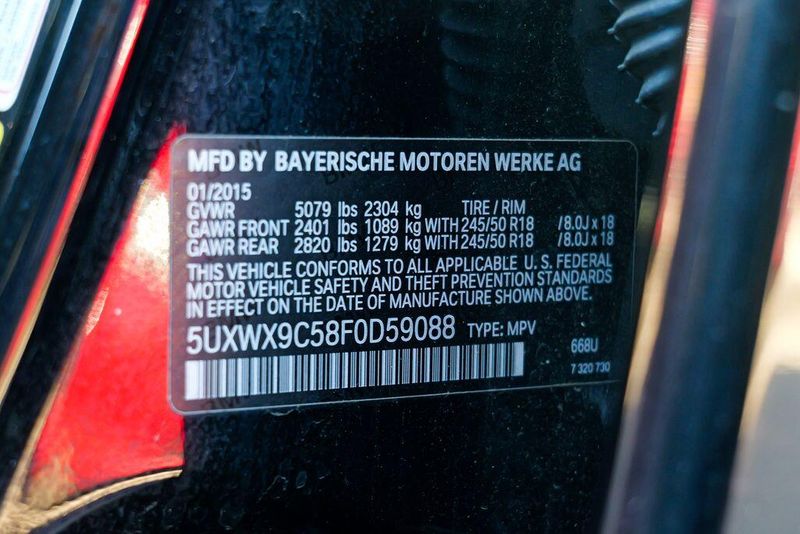 MFD BY BAYERISCHE MOTOREN WERKE AG
01/2015
GVWR 5079 lbs 2304 kg TIRE / RIM
GAWR FRONT 2401 lbs 1089 kg WITH 245/50 R18 /8.0J x 18
GAWR REAR 2820 lbs 1279 kg WITH 245/50 R18 /8.0J x 18
THIS VEHICLE CONFORMS TO ALL APPLICABLE U.S. FEDERAL
MOTOR VEHICLE SAFETY AND THEFT PREVENTION STANDARDS
IN EFFECT ON THE DATE OF MANUFACTURE SHOWN ABOVE.
5UXWX9C58F0D59088 TYPE: MPV
668U
7 320 730